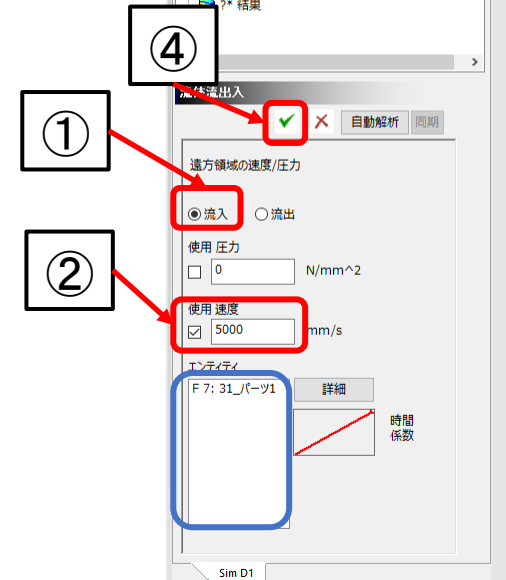 ?* 結果
④
流体流出入
自動解析 同期
①
遠方領域の速度/圧力
流入 流出
使用 圧力
0 N/mm^2
②
使用 速度
5000 mm/s
エンティティ
F 7: 31_パーツ1 詳細
時間
係数
Sim D1